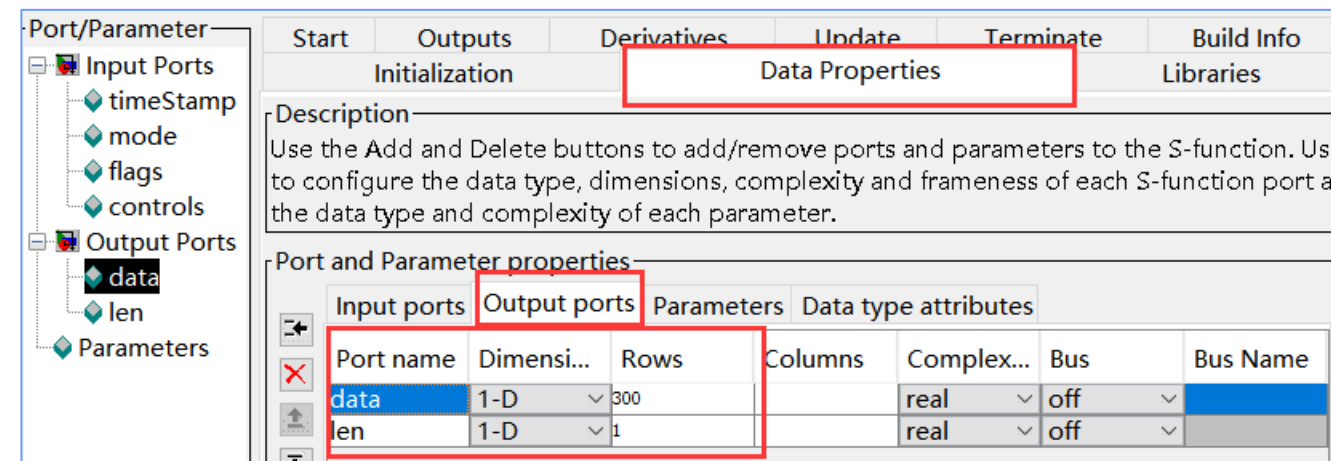 Port/Parameter
Input Ports
timeStamp
mode
flags
controls
Output Ports
data
len
Parameters
Start Outputs Derivatives Update Terminate Build Info
Initialization Data Properties Libraries
Description
Use the Add and Delete buttons to add/remove ports and parameters to the S-function. Us
to configure the data type, dimensions, complexity and frameness of each S-function port a
the data type and complexity of each parameter.
Port and Parameter properties
Input ports Output ports Parameters Data type attributes
Port name Dimensi... Rows Columns Complex... Bus Bus Name
data 1-D 300 real off
len 1-D 1 real off